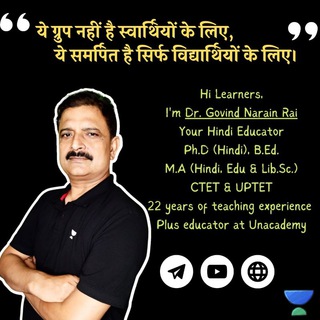 ये ग्रुप नहीं है स्वार्थियों के लिए,
ये समर्पित है सिर्फ विद्यार्थियों के लिए।
Hi Learners,
I'm Dr. Govind Narain Rai
Your Hindi Educator
Ph.D (Hindi), B.Ed.
M.A (Hindi, Edu & Lib.Sc.)
CTET & UPTET
22 years of teaching experience
Plus educator at Unacademy